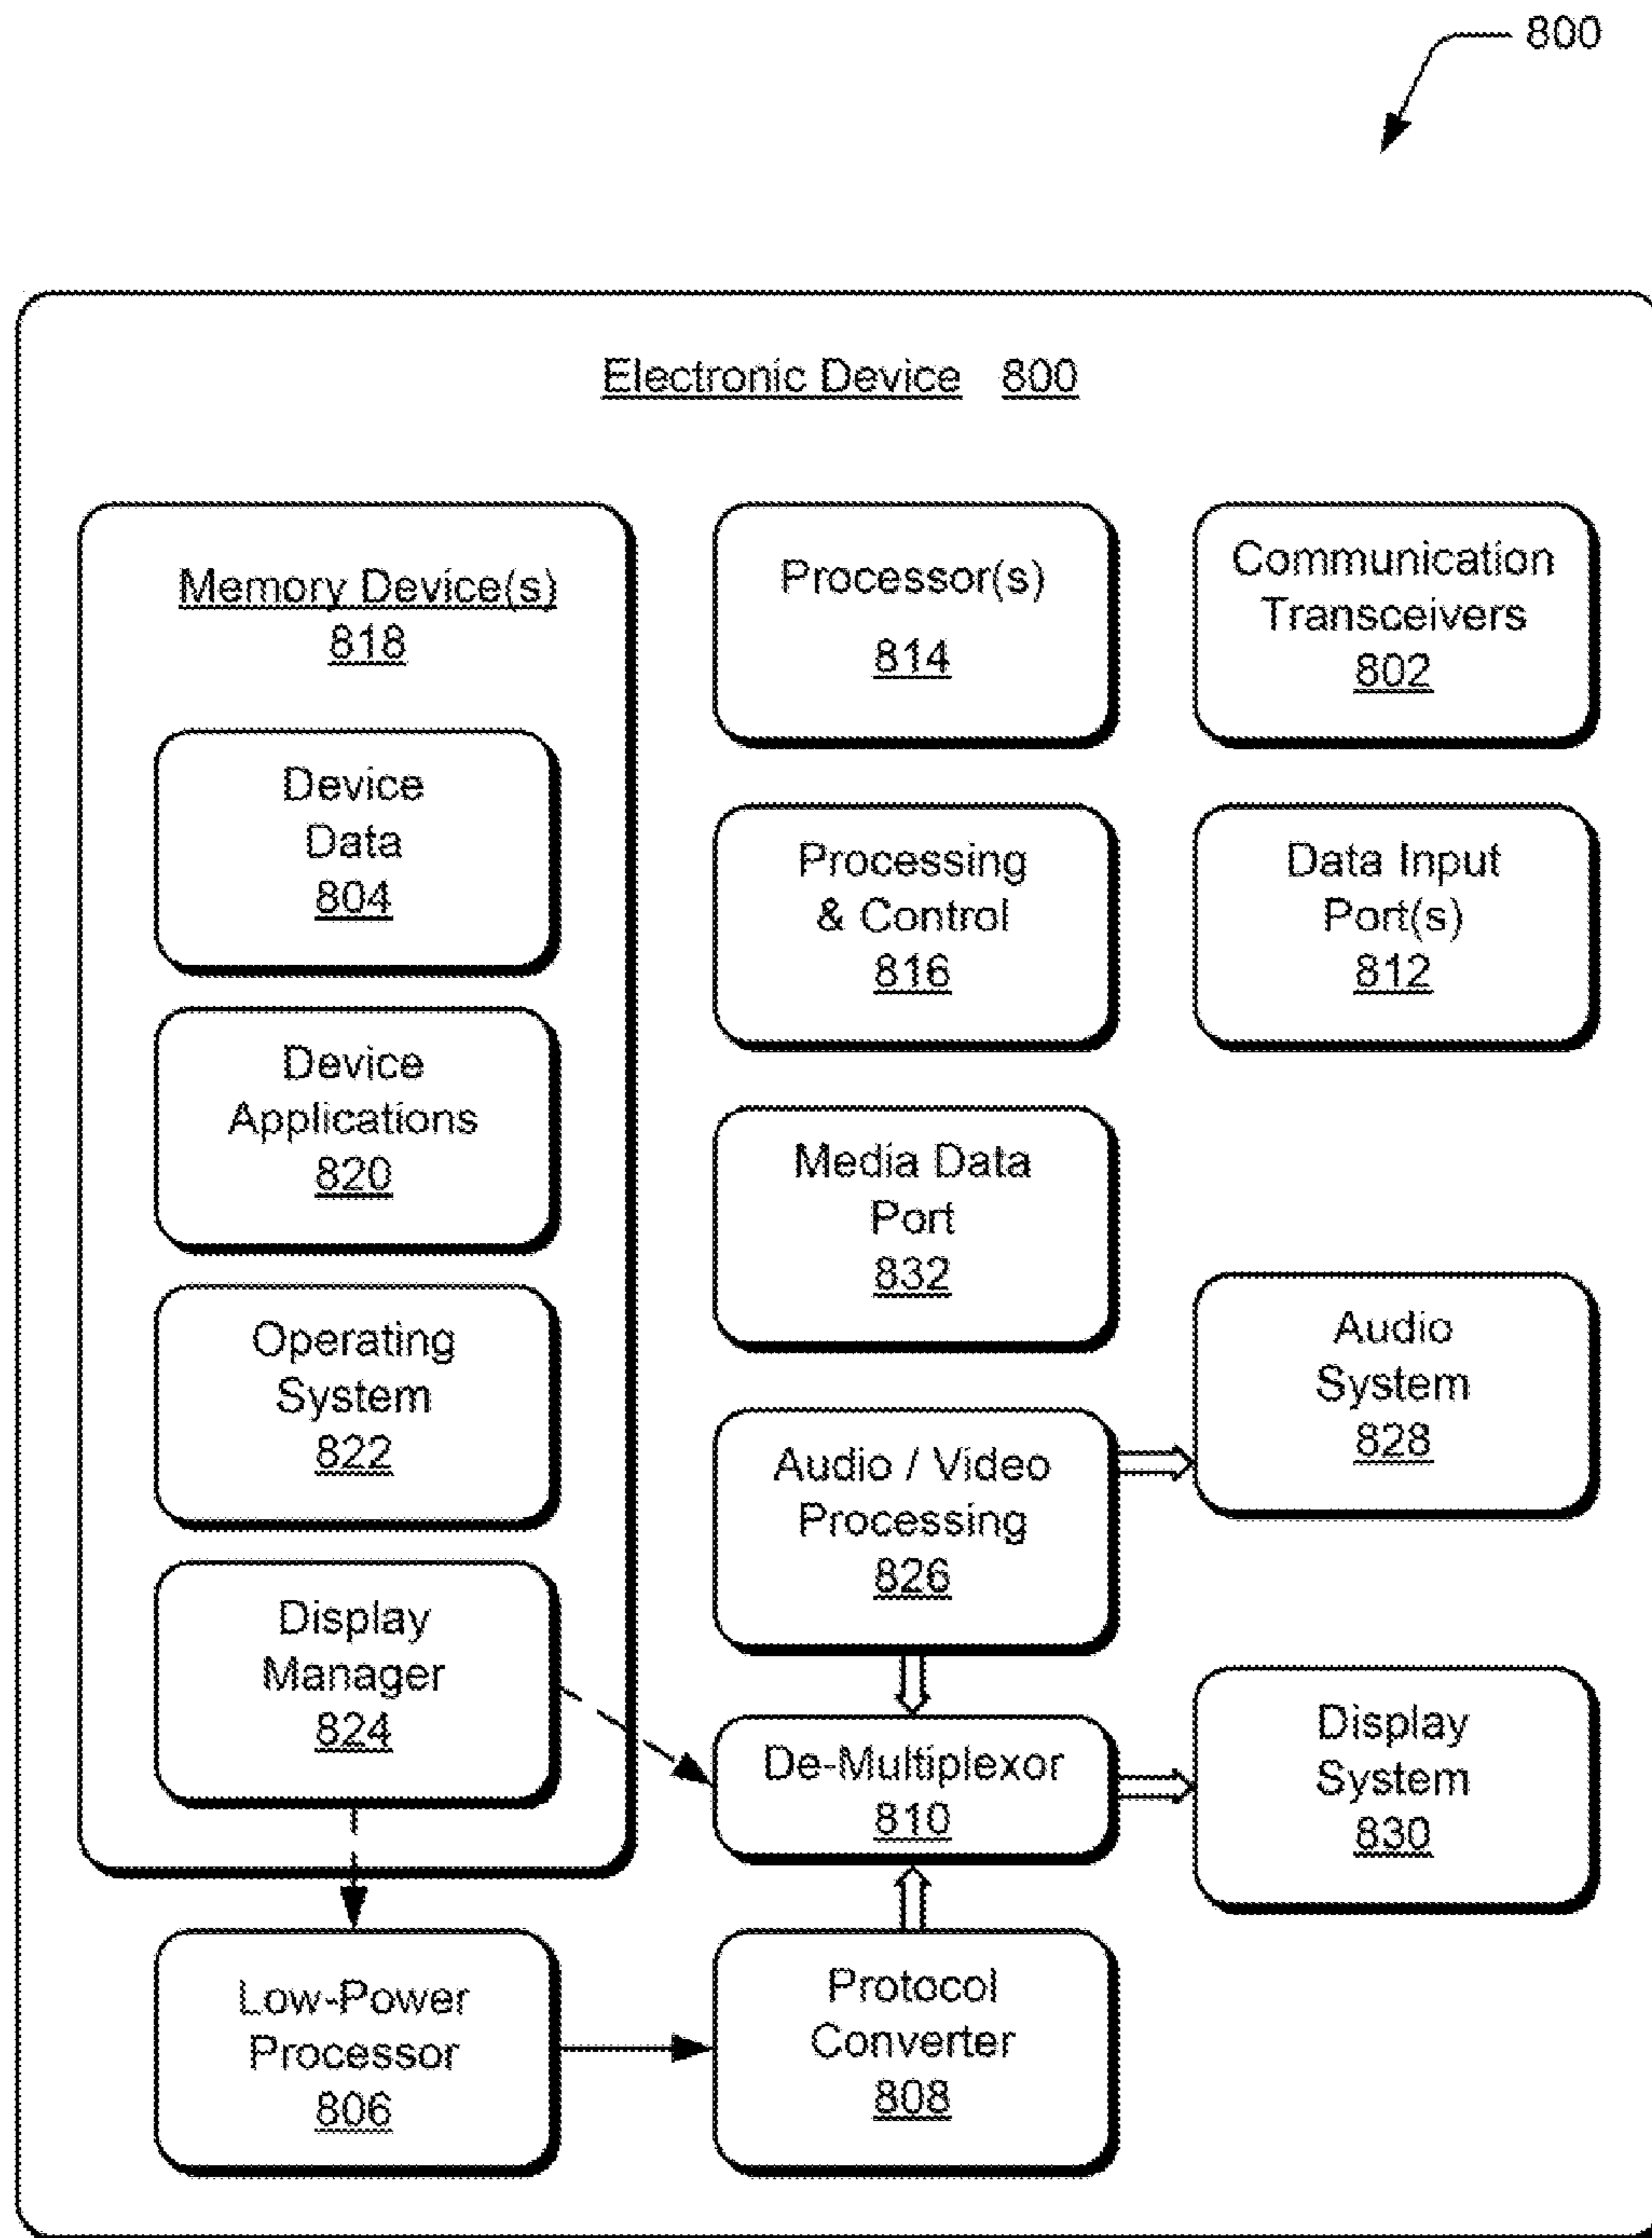 800
Electronic Device 800
Memory Device(s)
818
Device
Data
804
Device
Applications
820
Operating
System
822
Display
Manager
824
Low-Power
Processor
806
Processor(s)
814
Processing
& Control
816
Media Data
Port
832
Audio / Video
Processing
826
De-Multiplexor
810
Protocol
Converter
808
Communication
Transceivers
802
Data Input
Port(s)
812
Audio
System
828
Display
System
830